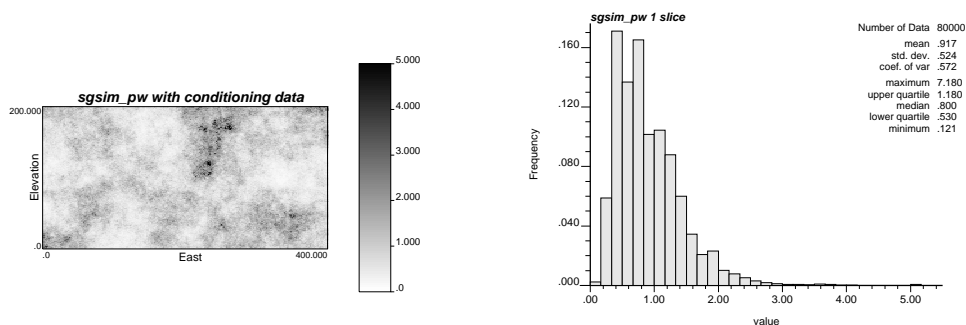 sgsim_pw with conditioning data
200.000
Elevation
.0
.0
East
400.000
5.000
4.000
3.000
2.000
1.000
.0
sgsim_pw 1 slice
Number of Data 80000
mean .917
std. dev. .524
coef. of var .572
maximum 7.180
upper quartile 1.180
median .800
lower quartile .530
minimum .121
Frequency
.160
.120
.080
.040
.000
.00
1.00
2.00
3.00
4.00
5.00
value